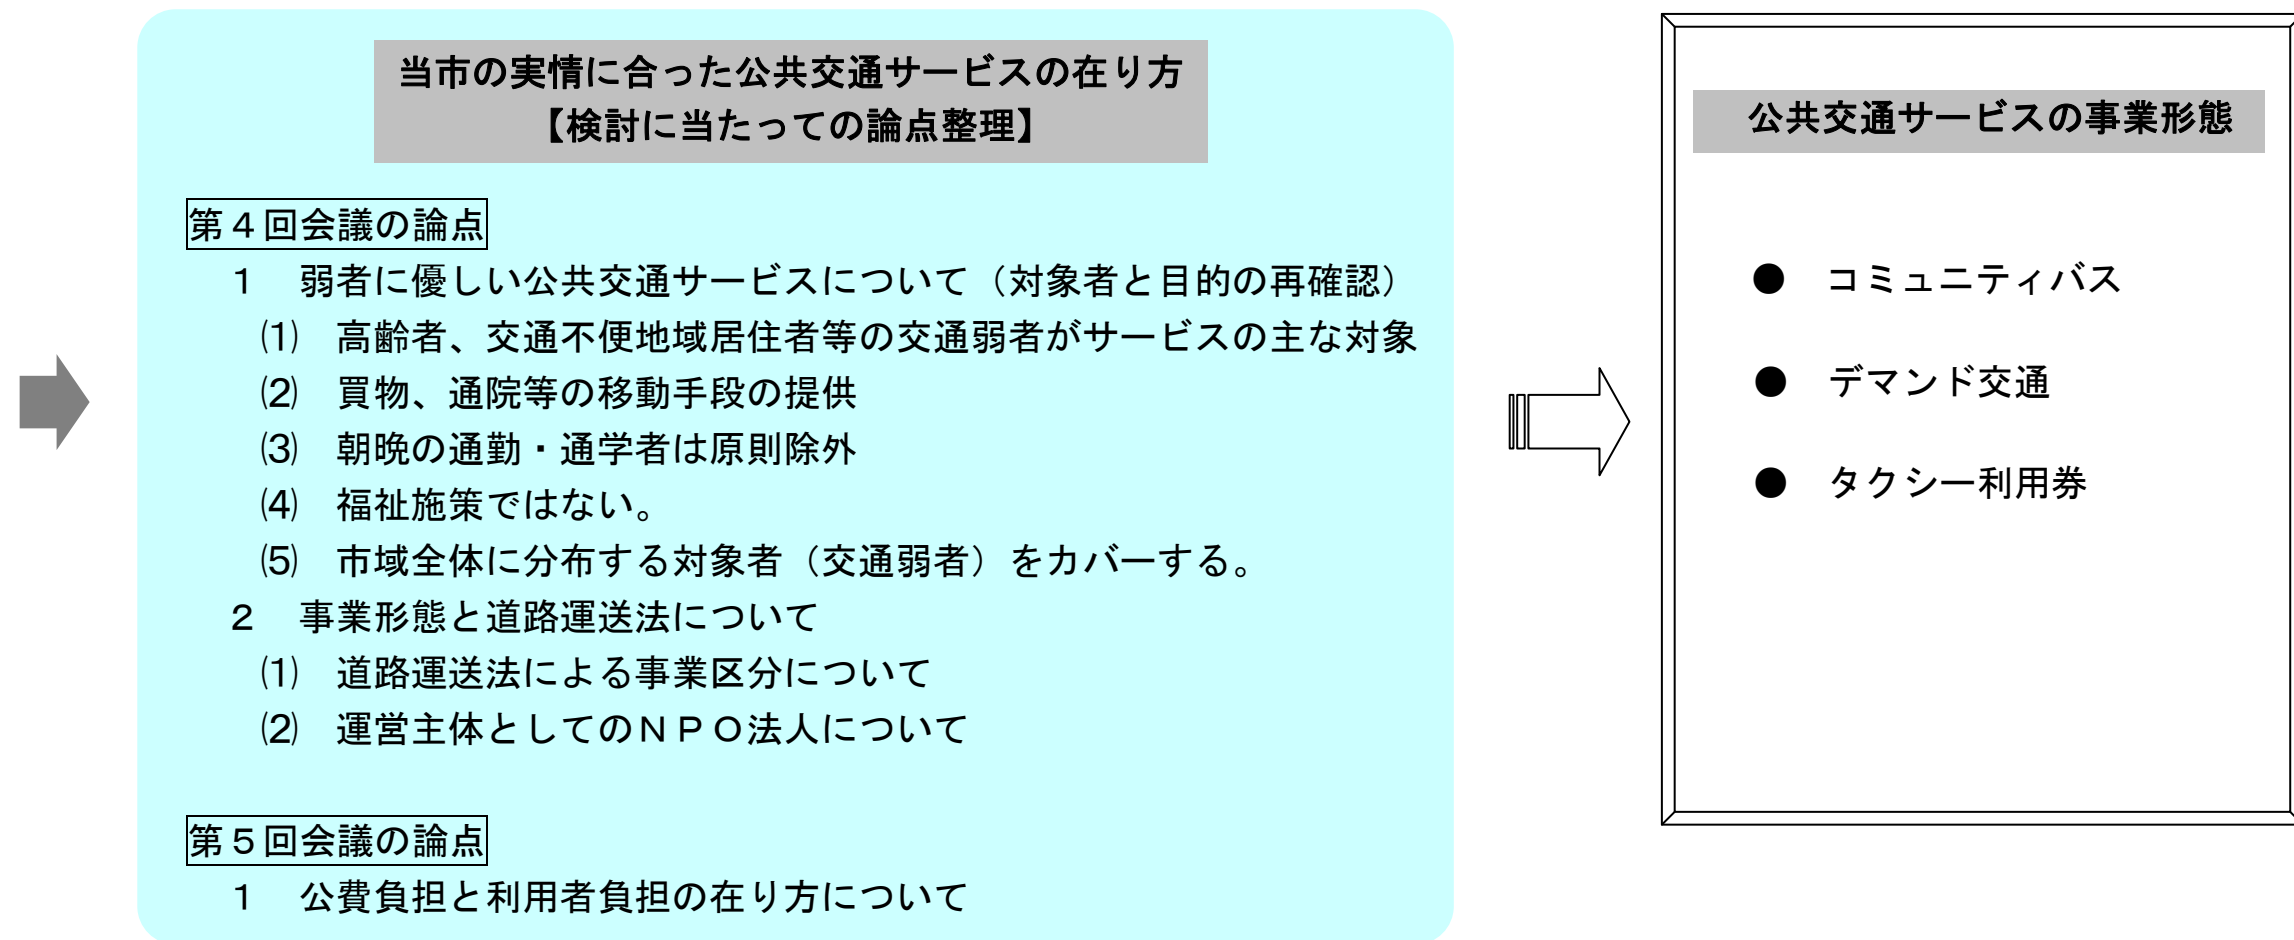 当市の実情に合った公共交通サービスの在り方
【検討に当たっての論点整理】
第４回会議の論点
１　弱者に優しい公共交通サービスについて（対象者と目的の再確認）
⑴　高齢者、交通不便地域居住者等の交通弱者がサービスの主な対象
⑵　買物、通院等の移動手段の提供
⑶　朝晩の通勤・通学者は原則除外
⑷　福祉施策ではない。
⑸　市域全体に分布する対象者（交通弱者）をカバーする。
２　事業形態と道路運送法について
⑴　道路運送法による事業区分について
⑵　運営主体としてのＮＰＯ法人について
第５回会議の論点
１　公費負担と利用者負担の在り方について
公共交通サービスの事業形態
●　コミュニティバス
●　デマンド交通
●　タクシー利用券